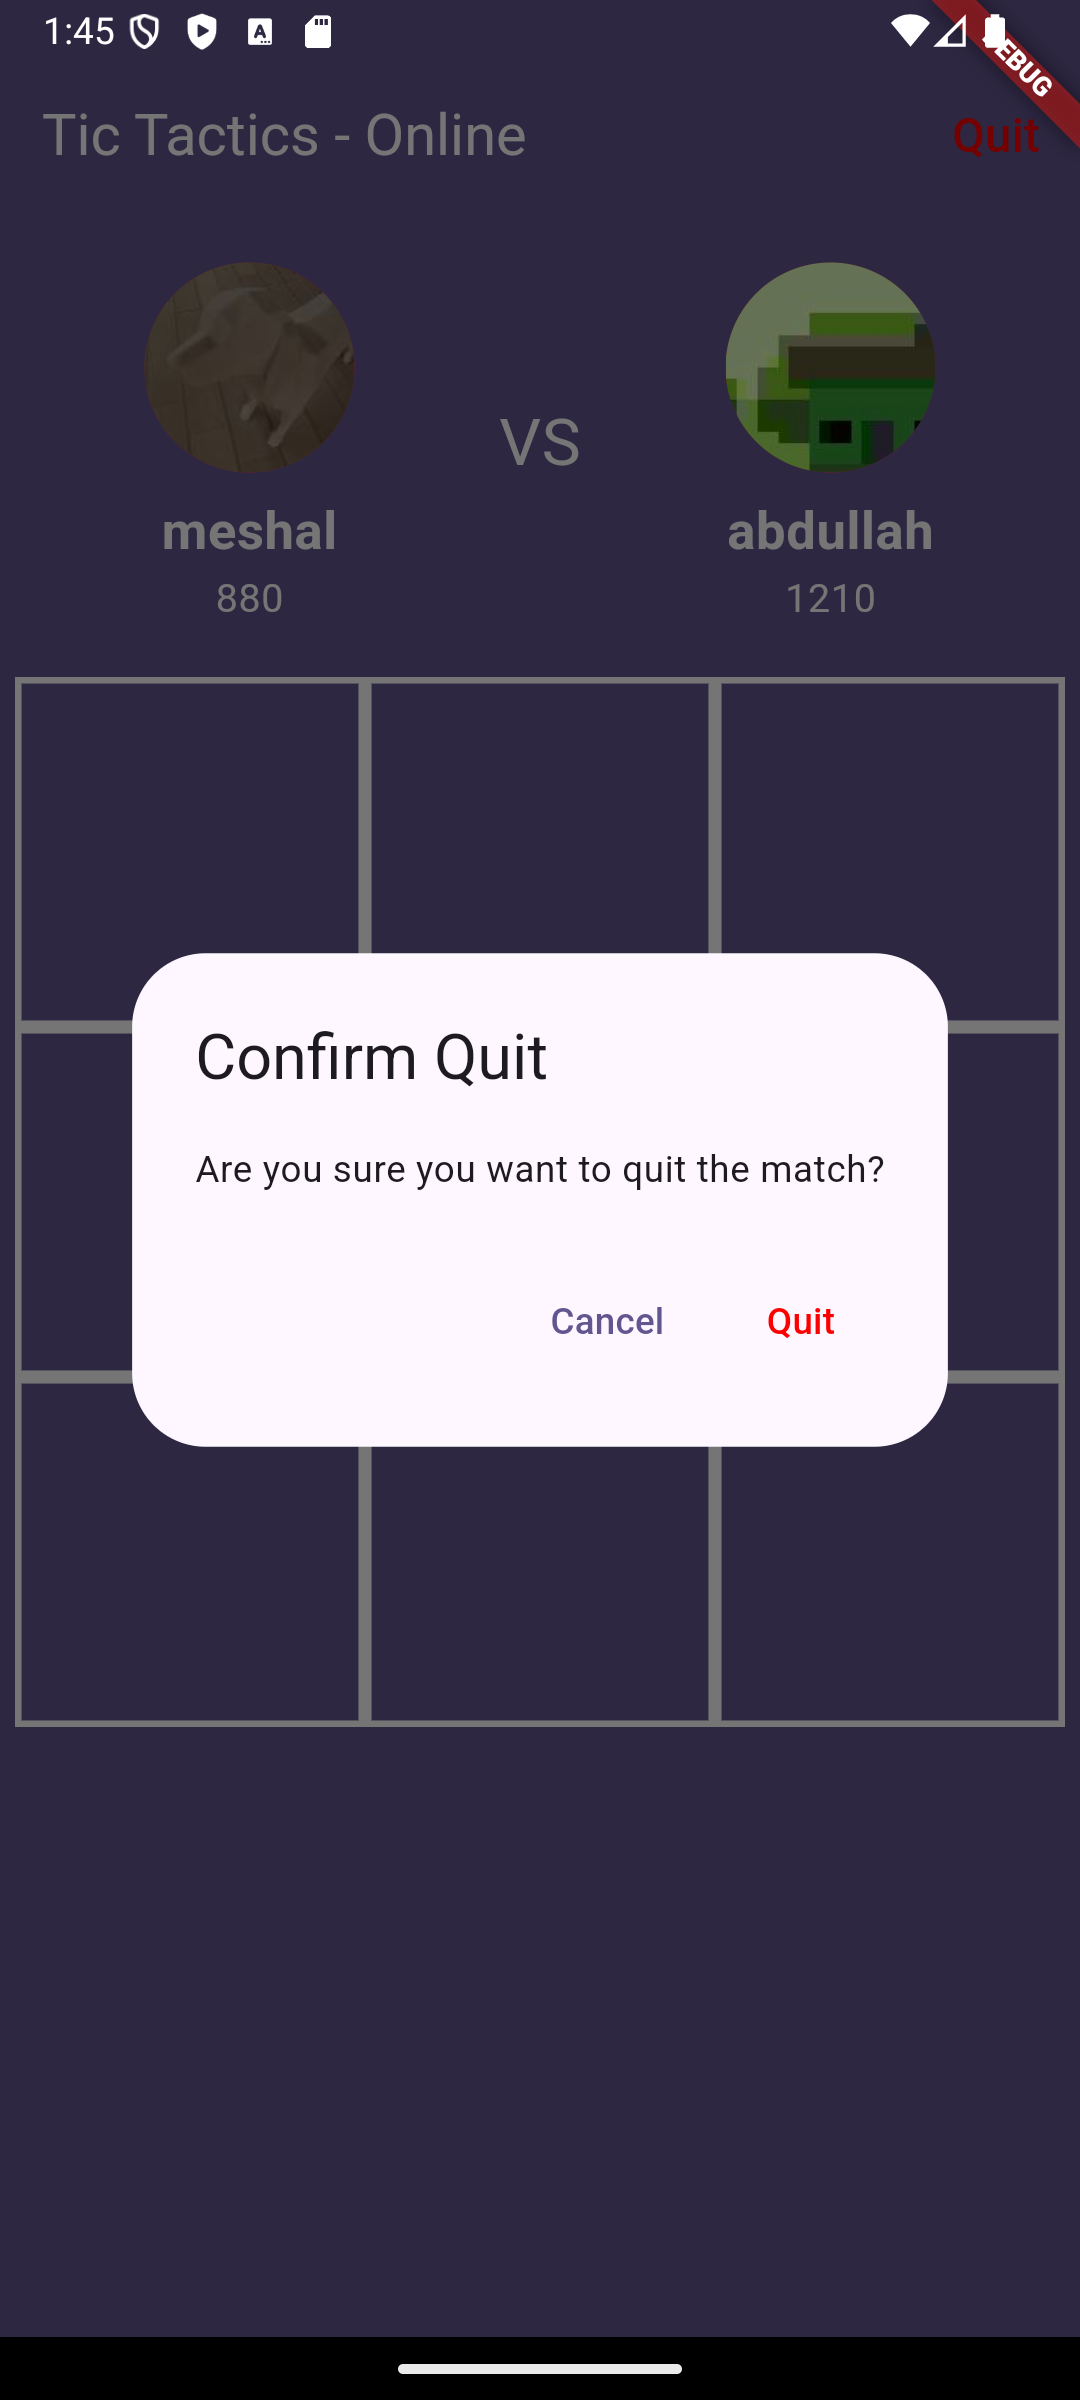 1:45
DEBUG
Tic Tactics - Online
Quit
VS
meshal
abdullah
880
1210
Confirm Quit
Are you sure you want to quit the match?
Cancel
Quit